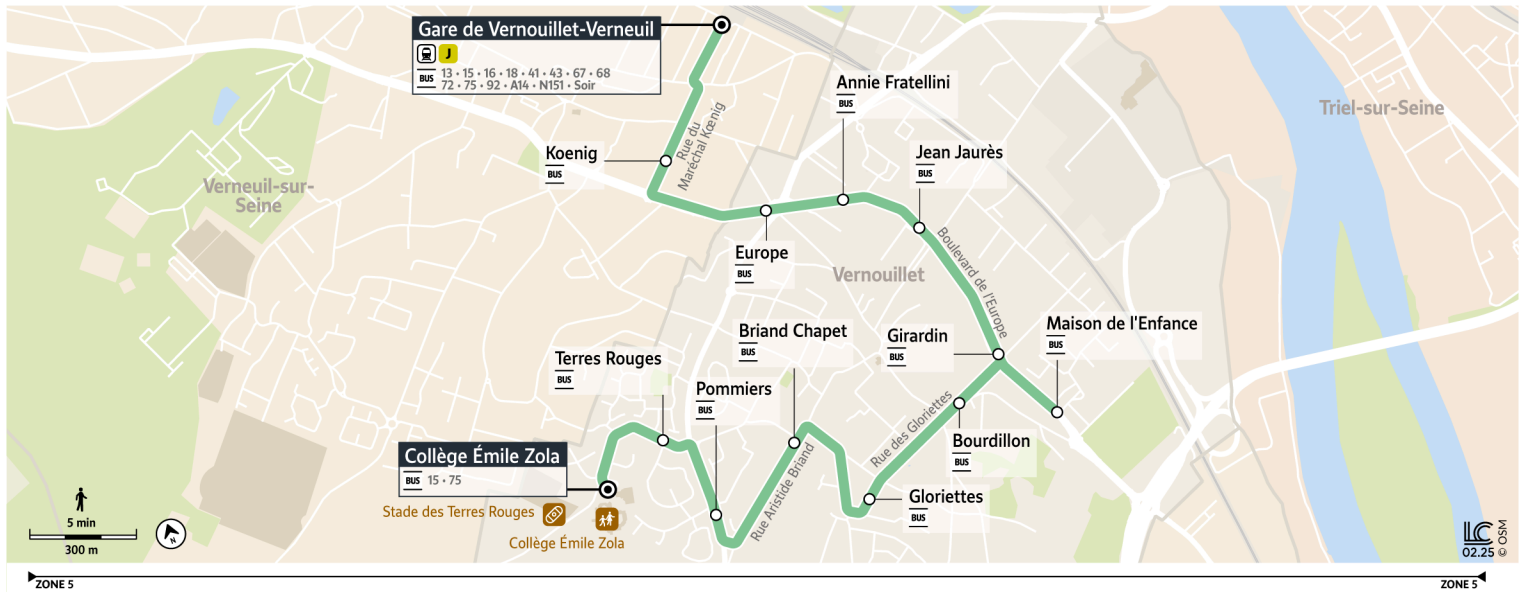 Gare de Vernouillet-Verneuil
J
BUS
13 • 15 • 16 • 18 • 41 • 43 • 67 • 68
72 • 75 • 92 • A14 • N151 • Soir
Annie Fratellini
BUS
Triel-sur-Seine
Koenig
BUS
Rue du
Maréchal Kœnig
Jean Jaurès
BUS
Verneuil-sur-
Seine
Europe
BUS
Vernouillet
Boulevard de l'Europe
Briand Chapet
BUS
Girardin
BUS
Maison de l'Enfance
BUS
Terres Rouges
BUS
Pommiers
BUS
Rue des Gloriettes
Bourdillon
BUS
Collège Émile Zola
BUS 15 • 75
Rue Aristide Briand
Gloriettes
BUS
Stade des Terres Rouges
Collège Émile Zola
5 min
300 m
N
LC
02.25 © OSM
ZONE 5
ZONE 5